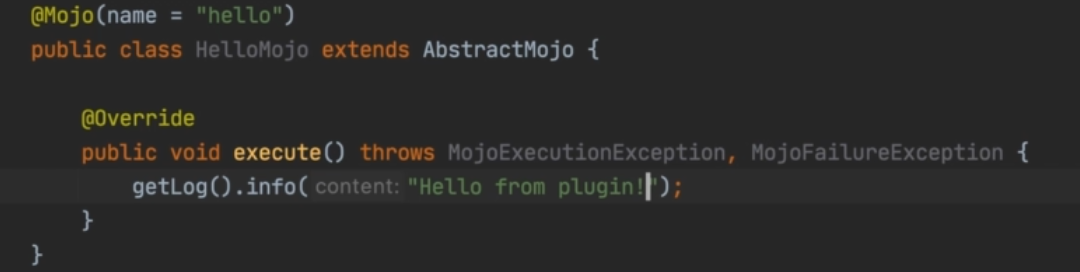 @Mojo(name = "hello")
public class HelloMojo extends AbstractMojo {
@Override
public void execute() throws MojoExecutionException, MojoFailureException {
getLog().info( content: "Hello from plugin!");
}
}